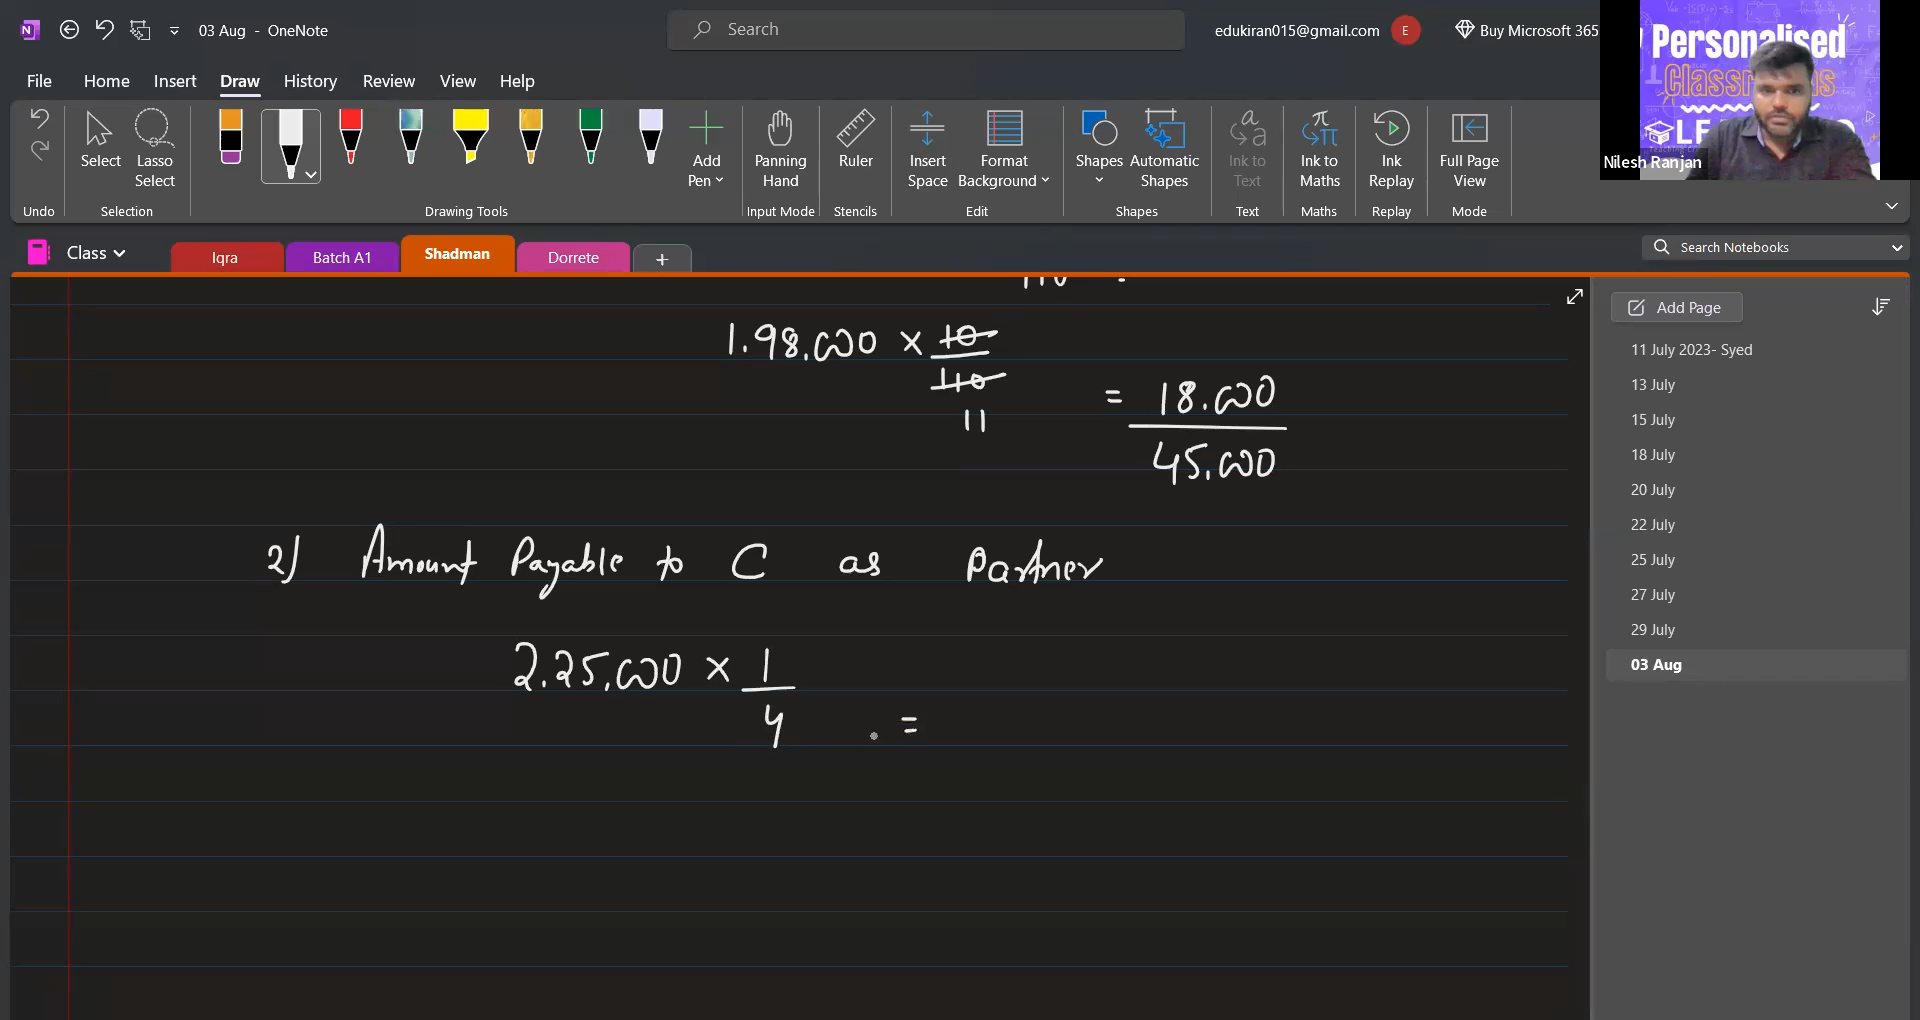 03 Aug - OneNote
Search
edukiran015@gmail.com
E
Buy Microsoft 365
Personalised
Nilesh Ranjan
File Home Insert Draw History Review View Help
Select
Lasso Select
Add Pen
Panning Hand
Ruler
Insert Space
Format Background
Shapes
Automatic Shapes
Ink to Text
Ink to Maths
Ink Replay
Full Page View
Undo Selection Drawing Tools Input Mode Stencils Edit Shapes Text Maths Replay Mode
Class
Iqra Batch A1 Shadman Dorrete +
Search Notebooks
Add Page
11 July 2023- Syed
13 July
15 July
18 July
20 July
22 July
25 July
27 July
29 July
03 Aug
110
1.98.000 × 10
110
11
= 18.000
45.000
2) Amount Payable to C as Partner
2.25.000 × 1
4 =